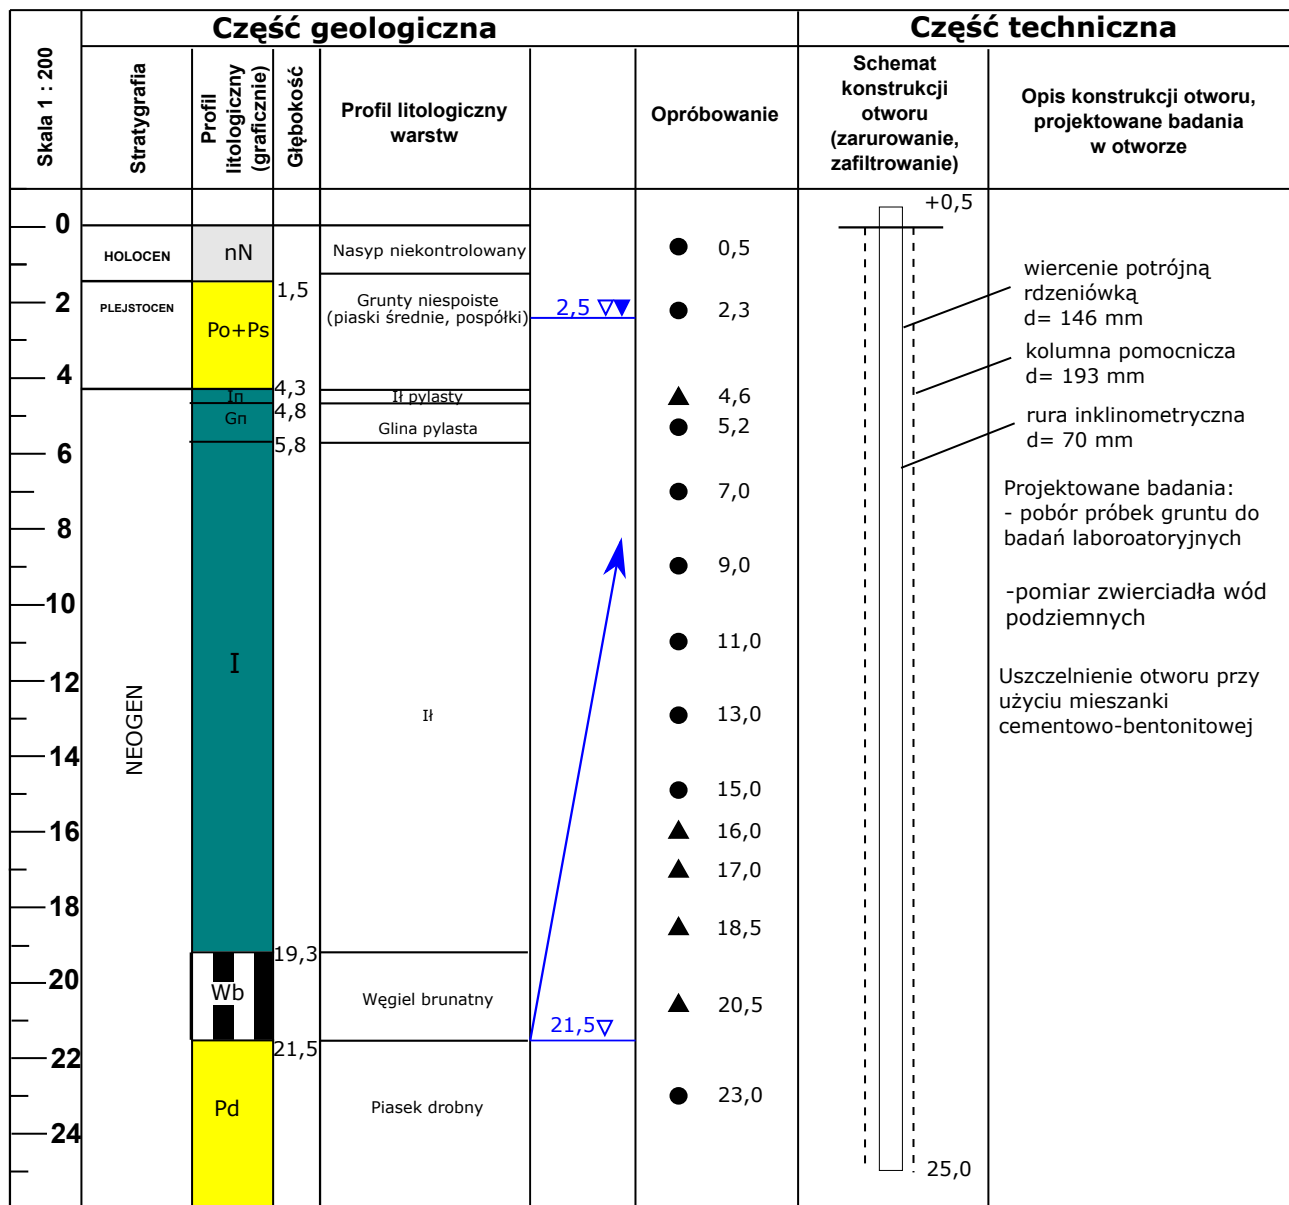 Część geologiczna
Część techniczna
Skala 1 : 200
Stratygrafia
Profil
litologiczny
(graficznie)
Głębokość
Profil litologiczny
warstw
Opróbowanie
Schemat
konstrukcji
otworu
(zarurowanie,
zafiltrowanie)
Opis konstrukcji otworu,
projektowane badania
w otworze
0
2
4
6
8
10
12
14
16
18
20
22
24
HOLOCEN
PLEJSTOCEN
NEOGEN
nN
Po+Ps
Iπ
Gπ
I
Wb
Pd
1,5
4,3
4,8
5,8
19,3
21,5
Nasyp niekontrolowany
Grunty niespoiste
(piaski średnie, pospółki)
Ił pylasty
Glina pylasta
Ił
Węgiel brunatny
Piasek drobny
2,5
21,5
0,5
2,3
4,6
5,2
7,0
9,0
11,0
13,0
15,0
16,0
17,0
18,5
20,5
23,0
+0,5
25,0
wiercenie potrójną
rdzeniówką
d= 146 mm
kolumna pomocnicza
d= 193 mm
rura inklinometryczna
d= 70 mm
Projektowane badania:
- pobór próbek gruntu do
badań laboroatoryjnych
-pomiar zwierciadła wód
podziemnych
Uszczelnienie otworu przy
użyciu mieszanki
cementowo-bentonitowej